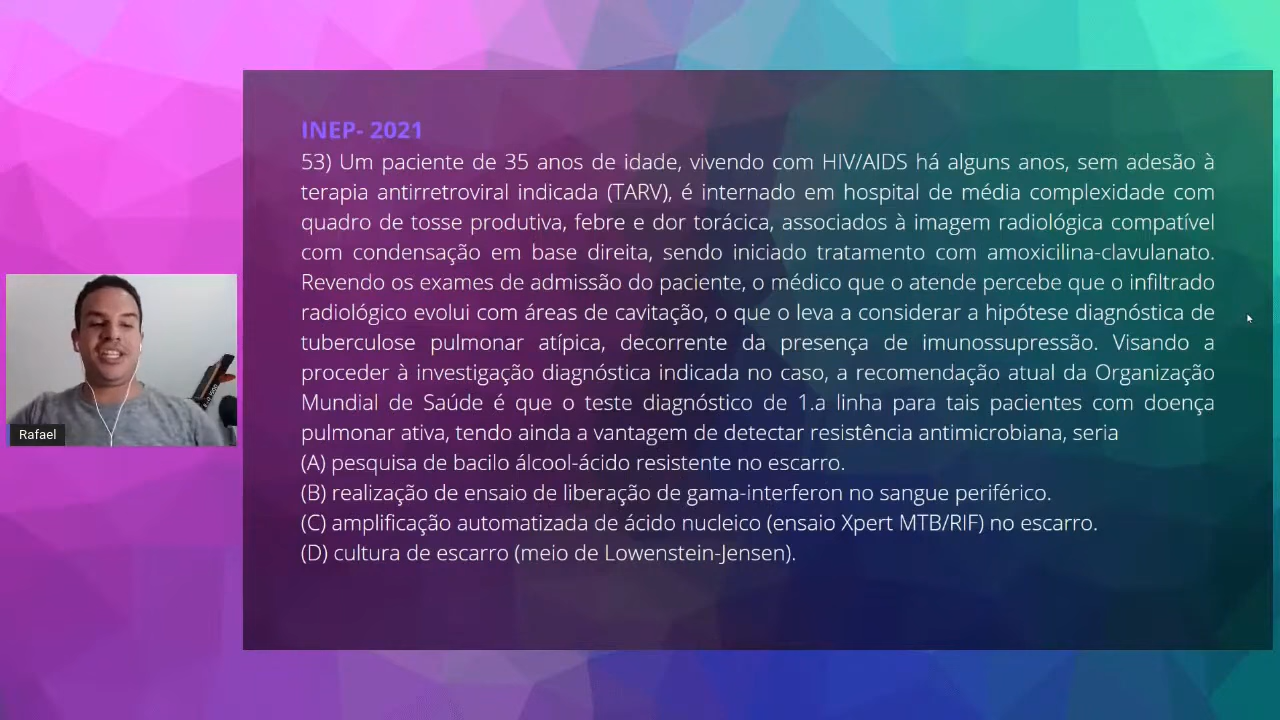 INEP- 2021
53) Um paciente de 35 anos de idade, vivendo com HIV/AIDS há alguns anos, sem adesão à
terapia antirretroviral indicada (TARV), é internado em hospital de média complexidade com
quadro de tosse produtiva, febre e dor torácica, associados à imagem radiológica compatível
com condensação em base direita, sendo iniciado tratamento com amoxicilina-clavulanato.
Revendo os exames de admissão do paciente, o médico que o atende percebe que o infiltrado
radiológico evolui com áreas de cavitação, o que o leva a considerar a hipótese diagnóstica de
tuberculose pulmonar atípica, decorrente da presença de imunossupressão. Visando a
proceder à investigação diagnóstica indicada no caso, a recomendação atual da Organização
Mundial de Saúde é que o teste diagnóstico de 1.a linha para tais pacientes com doença
pulmonar ativa, tendo ainda a vantagem de detectar resistência antimicrobiana, seria
(A) pesquisa de bacilo álcool-ácido resistente no escarro.
(B) realização de ensaio de liberação de gama-interferon no sangue periférico.
(C) amplificação automatizada de ácido nucleico (ensaio Xpert MTB/RIF) no escarro.
(D) cultura de escarro (meio de Lowenstein-Jensen).
Rafael